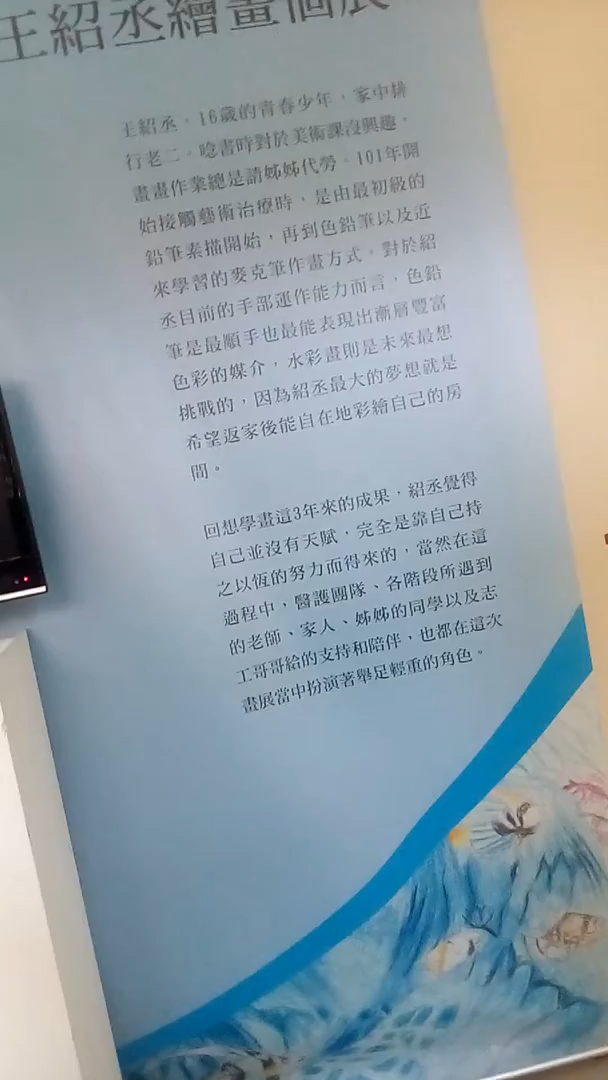 王紹丞繪畫個展
王紹丞，16歲的青春少年，家中排
行老二。唸書時對於美術課沒興趣，
畫畫作業總是請姊姊代勞。101年開
始接觸藝術治療時，是由最初級的
鉛筆素描開始，再到色鉛筆以及近
來學習的麥克筆作畫方式。對於紹
丞目前的手部運作能力而言，色鉛
筆是最順手也最能表現出漸層豐富
色彩的媒介，水彩畫則是未來最想
挑戰的，因為紹丞最大的夢想就是
希望返家後能自在地彩繪自己的房
間。
回想學畫這3年來的成果，紹丞覺得
自己並沒有天賦，完全是靠自己持
之以恆的努力而得來的，當然在這
過程中，醫護團隊、各階段所遇到
的老師、家人、姊姊的同學以及志
工哥哥給的支持和陪伴，也都在這次
畫展當中扮演著舉足輕重的角色。